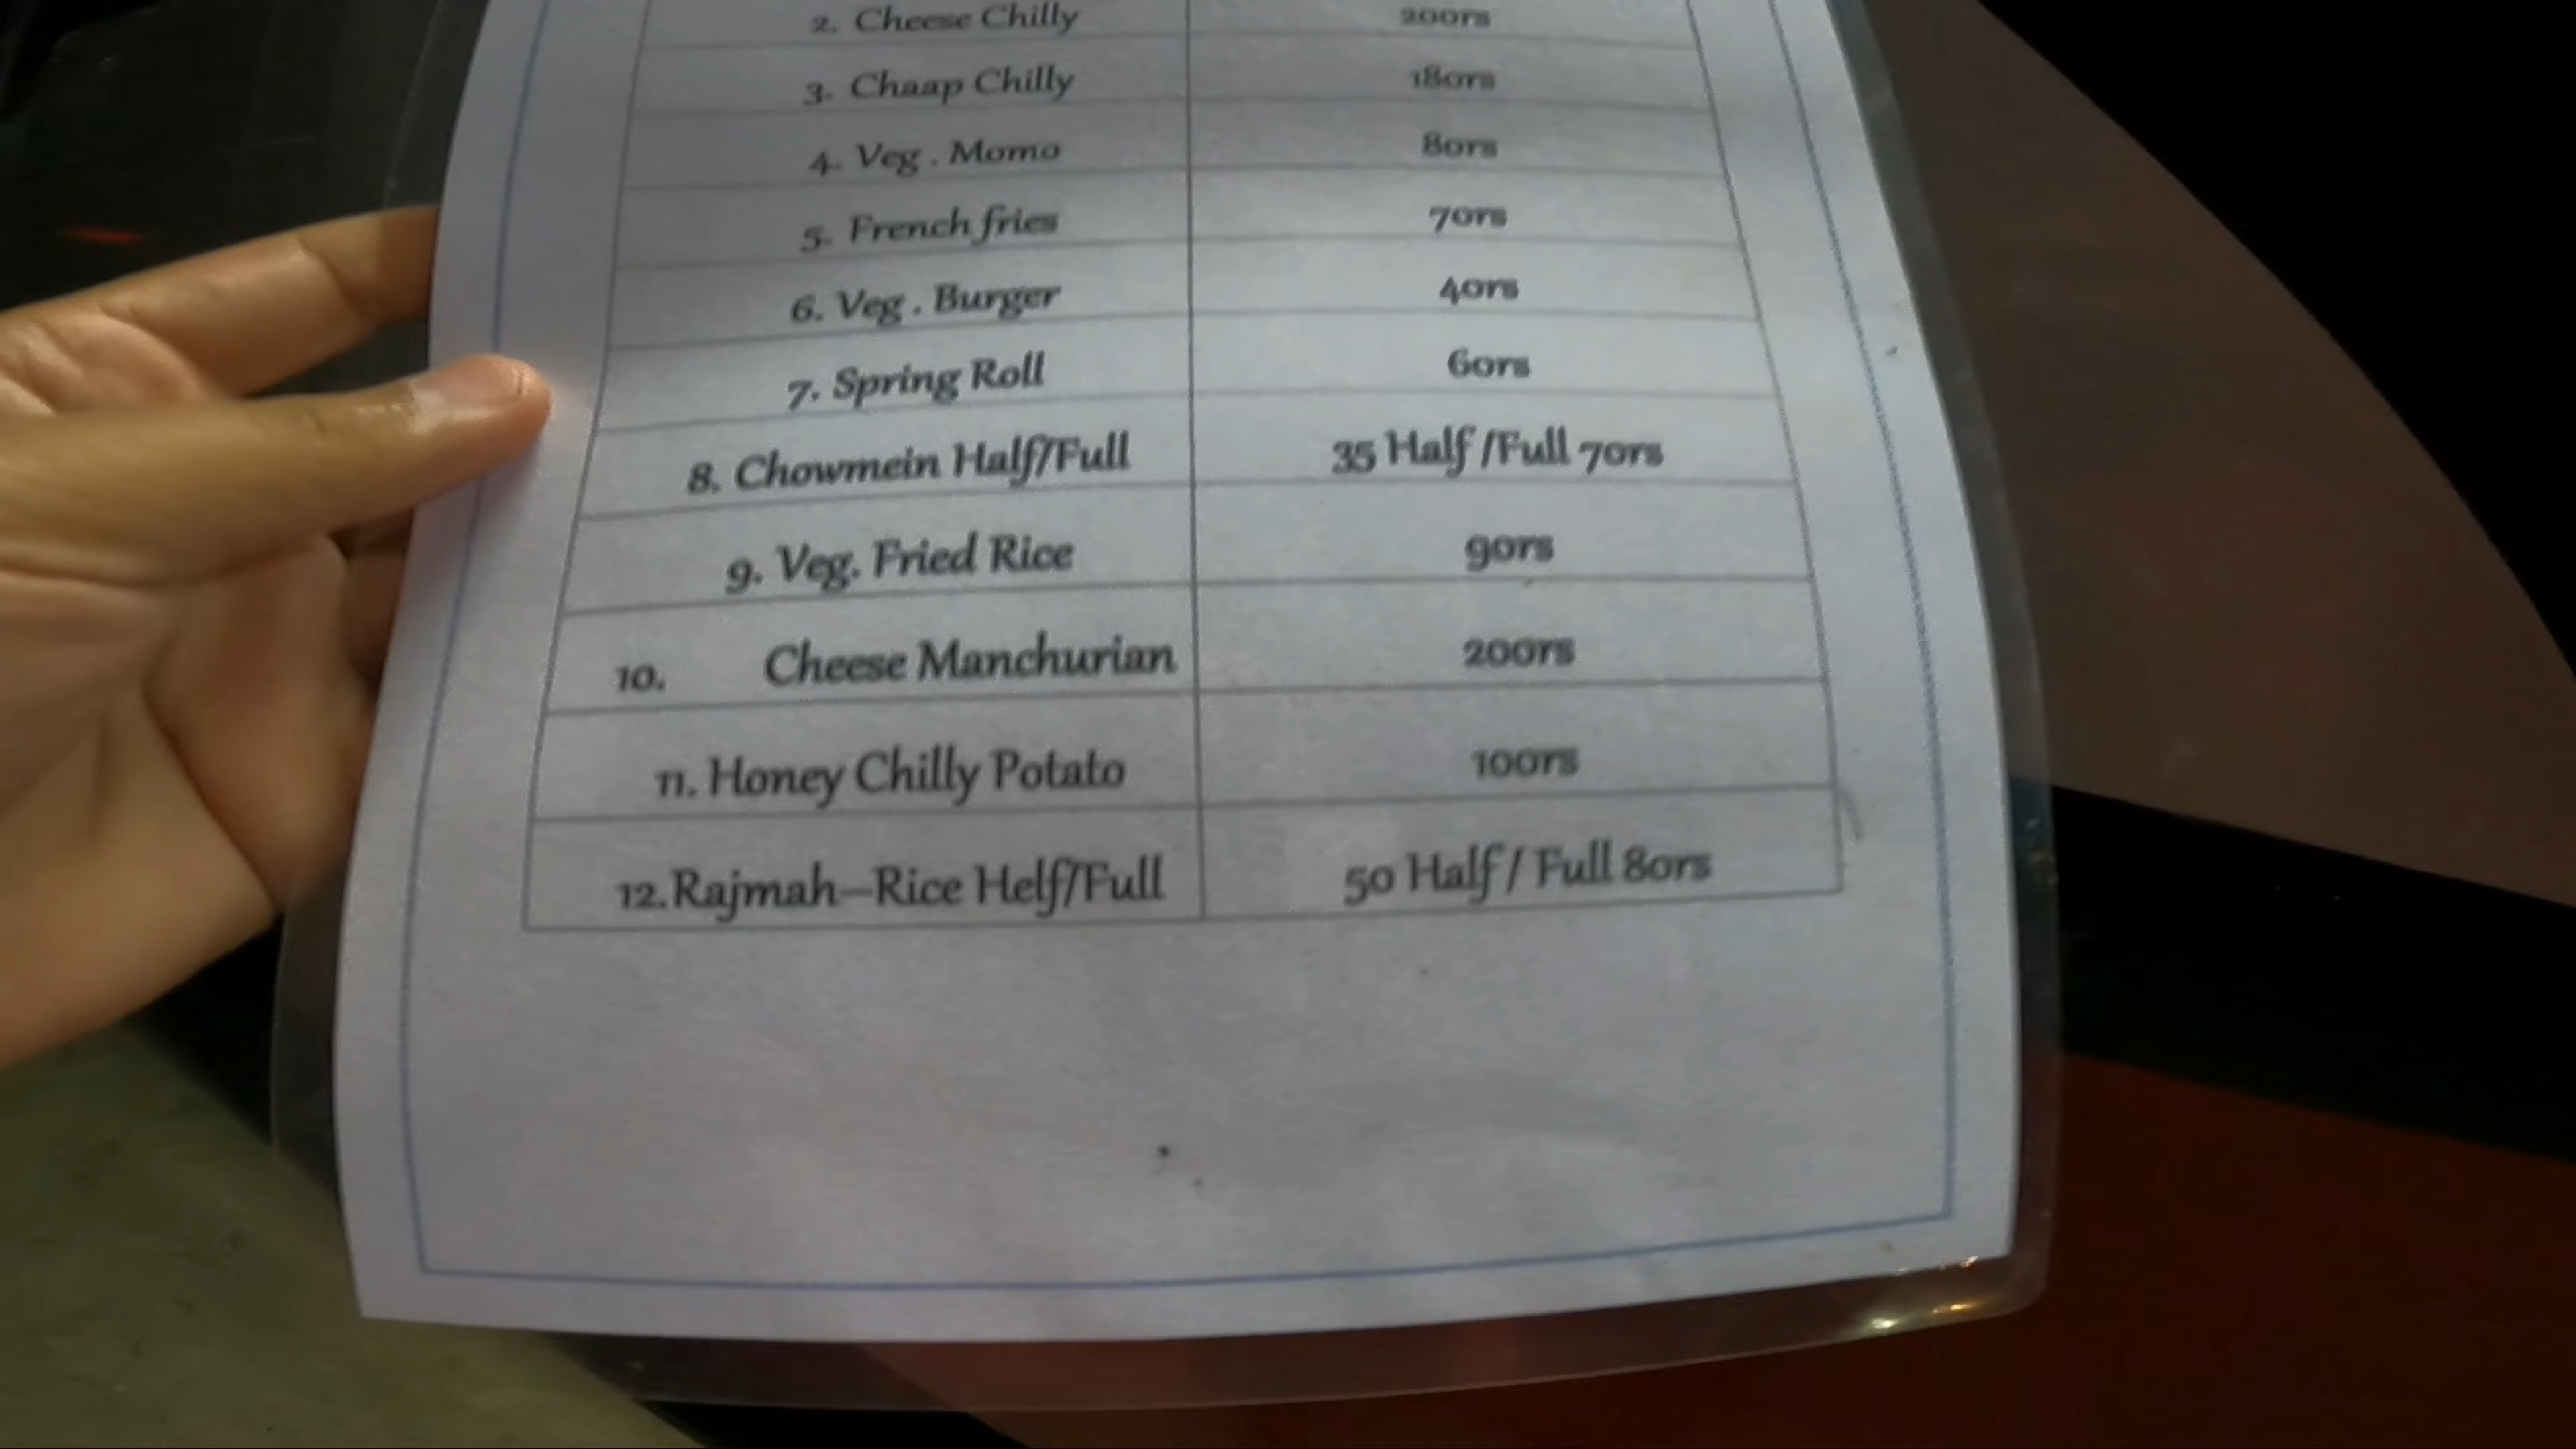 2. Cheese Chilly 200rs
3. Chaap Chilly 180rs
4. Veg . Momo 80rs
5. French fries 70rs
6. Veg . Burger 40rs
7. Spring Roll 60rs
8. Chowmein Half/Full 35 Half /Full 70rs
9. Veg. Fried Rice 90rs
10. Cheese Manchurian 200rs
11. Honey Chilly Potato 100rs
12.Rajmah–Rice Helf/Full 50 Half / Full 80rs